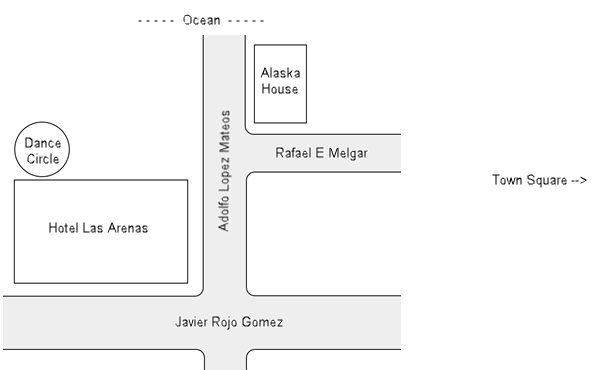 ----- Ocean -----
Alaska
House
Adolfo Lopez Mateos
Dance
Circle
Rafael E Melgar
Town Square -->
Hotel Las Arenas
Javier Rojo Gomez